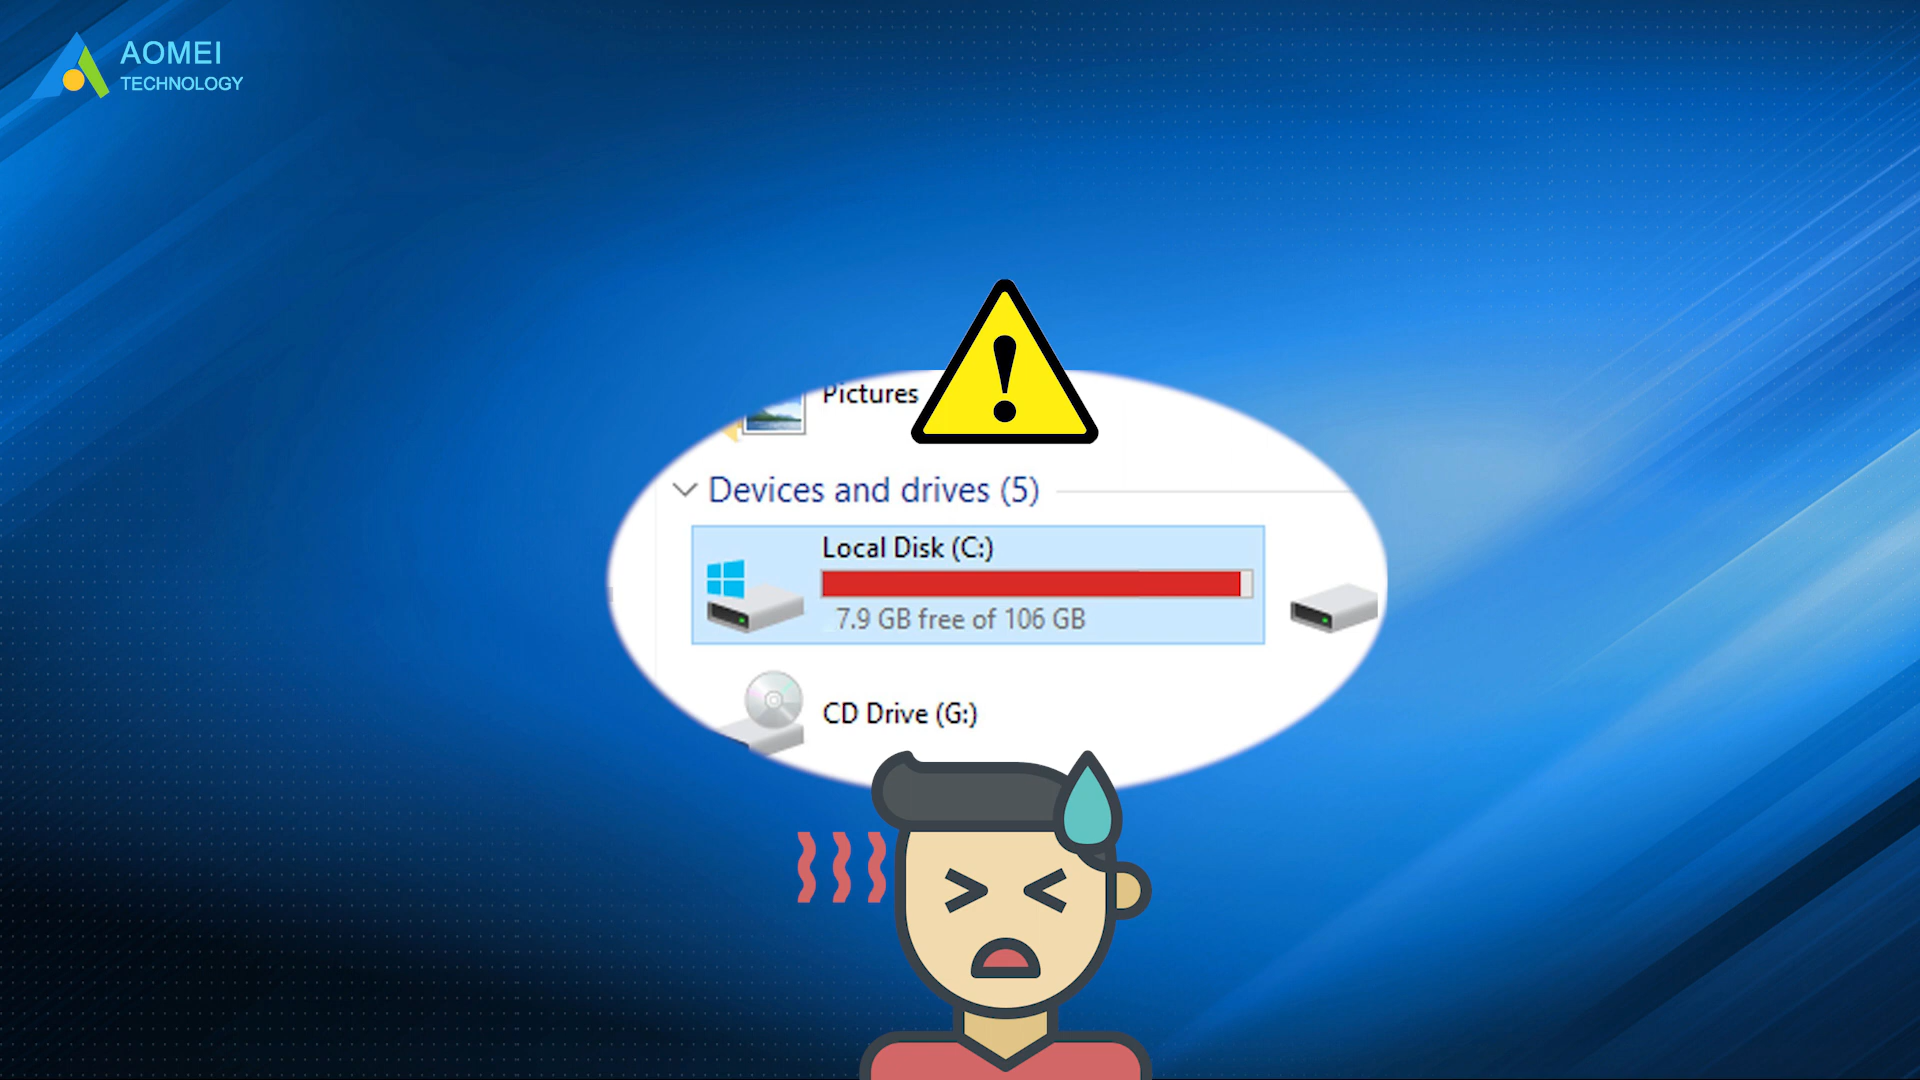 AOMEI
TECHNOLOGY
Pictures
Devices and drives (5)
Local Disk (C:)
7.9 GB free of 106 GB
CD Drive (G:)